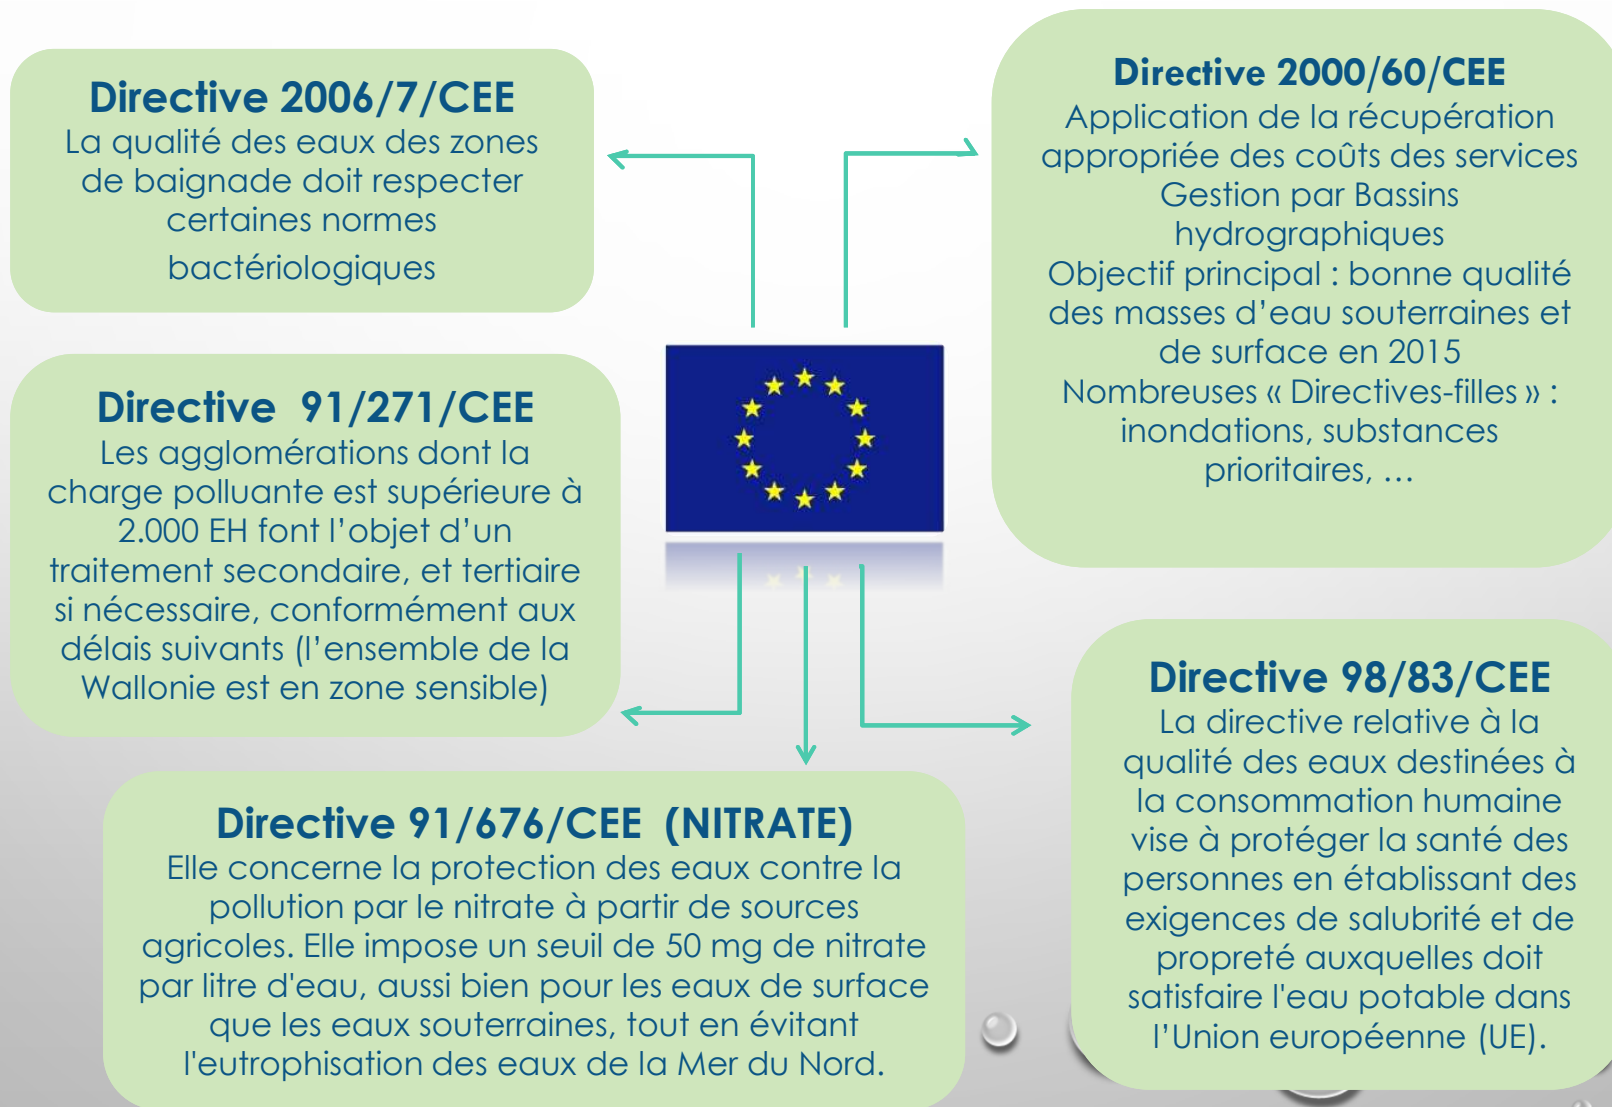 Directive 2006/7/CEE
La qualité des eaux des zones
de baignade doit respecter
certaines normes
bactériologiques
Directive 2000/60/CEE
Application de la récupération
appropriée des coûts des services
Gestion par Bassins
hydrographiques
Objectif principal : bonne qualité
des masses d’eau souterraines et
de surface en 2015
Nombreuses « Directives-filles » :
inondations, substances
prioritaires, …
Directive 91/271/CEE
Les agglomérations dont la
charge polluante est supérieure à
2.000 EH font l’objet d’un
traitement secondaire, et tertiaire
si nécessaire, conformément aux
délais suivants (l’ensemble de la
Wallonie est en zone sensible)
Directive 98/83/CEE
La directive relative à la
qualité des eaux destinées à
la consommation humaine
vise à protéger la santé des
personnes en établissant des
exigences de salubrité et de
propreté auxquelles doit
satisfaire l'eau potable dans
l’Union européenne (UE).
Directive 91/676/CEE (NITRATE)
Elle concerne la protection des eaux contre la
pollution par le nitrate à partir de sources
agricoles. Elle impose un seuil de 50 mg de nitrate
par litre d'eau, aussi bien pour les eaux de surface
que les eaux souterraines, tout en évitant
l'eutrophisation des eaux de la Mer du Nord.